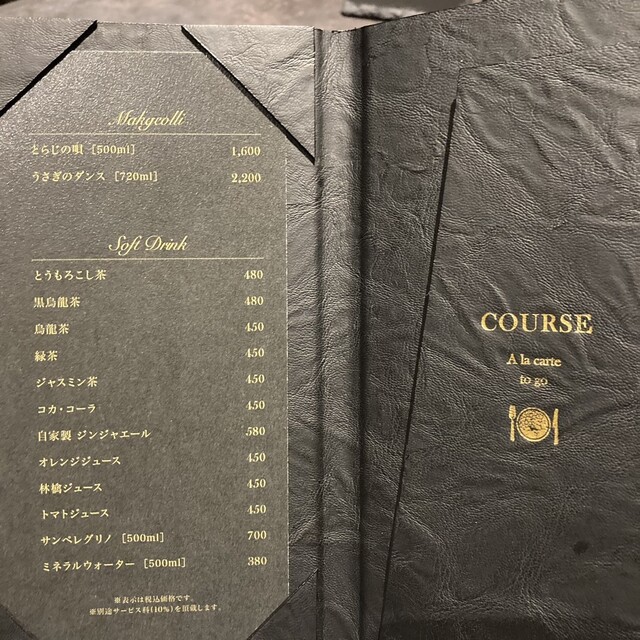 Makgeolli
とらじの唄 [500ml] 1,600
うさぎのダンス [720ml] 2,200
Soft Drink
とうもろこし茶 480
黒烏龍茶 480
烏龍茶 450
緑茶 450
ジャスミン茶 450
コカ・コーラ 450
自家製 ジンジャエール 580
オレンジジュース 450
林檎ジュース 450
トマトジュース 450
サンペレグリノ [500ml] 700
ミネラルウォーター [500ml] 380
※表示は税込価格です。
※別途サービス料(10%)を頂戴します。
COURSE
A la carte
to go